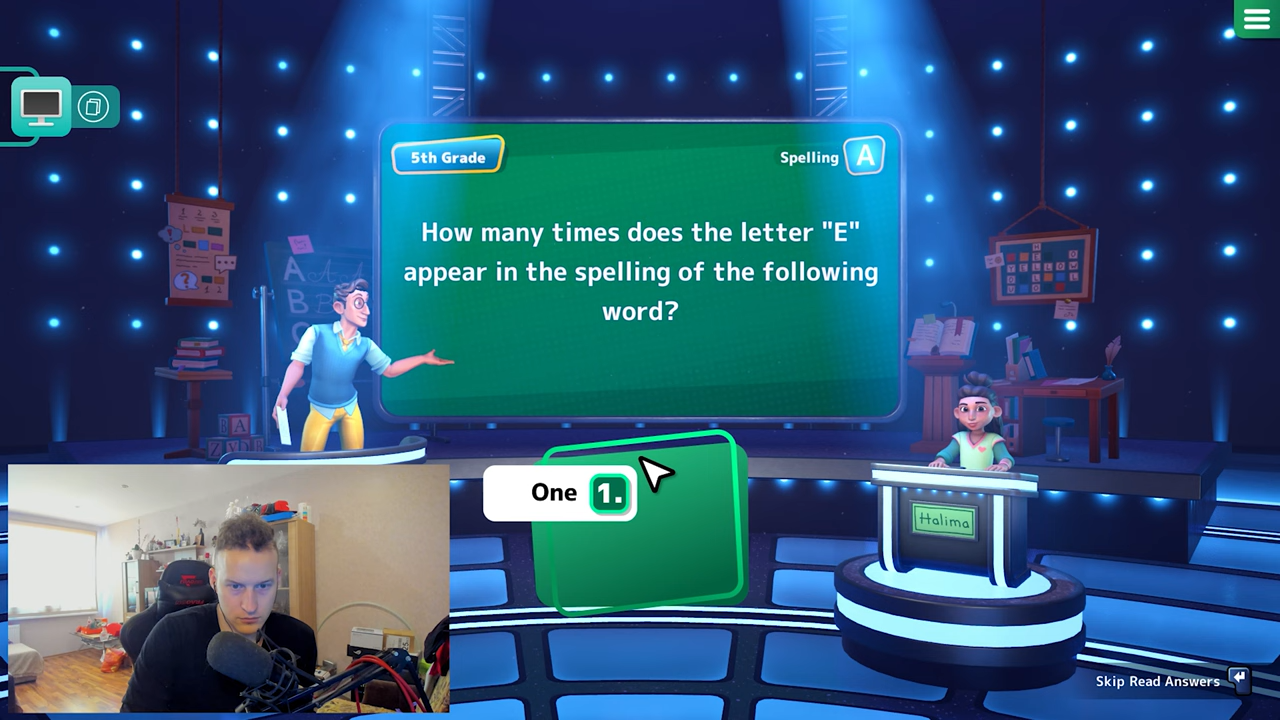 5th Grade
Spelling A
How many times does the letter "E"
appear in the spelling of the following
word?
One 1.
Halima
Skip Read Answers